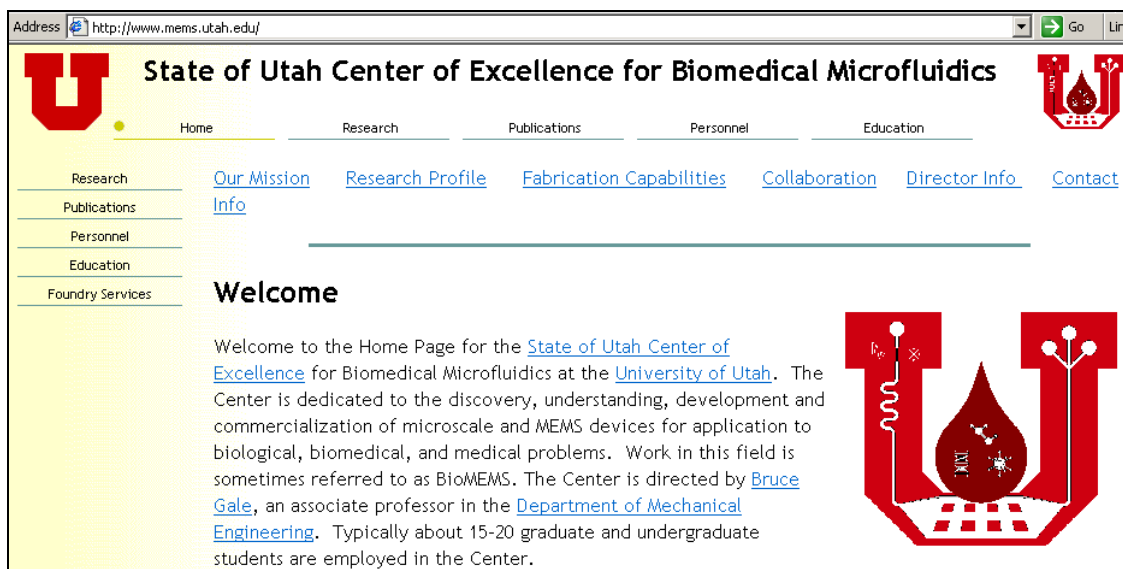 Address http://www.mems.utah.edu/ Go
State of Utah Center of Excellence for Biomedical Microfluidics
Home Research Publications Personnel Education
Our Mission Research Profile Fabrication Capabilities Collaboration Director Info Contact
Info
Research
Publications
Personnel
Education
Foundry Services
Welcome
Welcome to the Home Page for the State of Utah Center of
Excellence for Biomedical Microfluidics at the University of Utah. The
Center is dedicated to the discovery, understanding, development and
commercialization of microscale and MEMS devices for application to
biological, biomedical, and medical problems. Work in this field is
sometimes referred to as BioMEMS. The Center is directed by Bruce
Gale, an associate professor in the Department of Mechanical
Engineering. Typically about 15-20 graduate and undergraduate
students are employed in the Center.